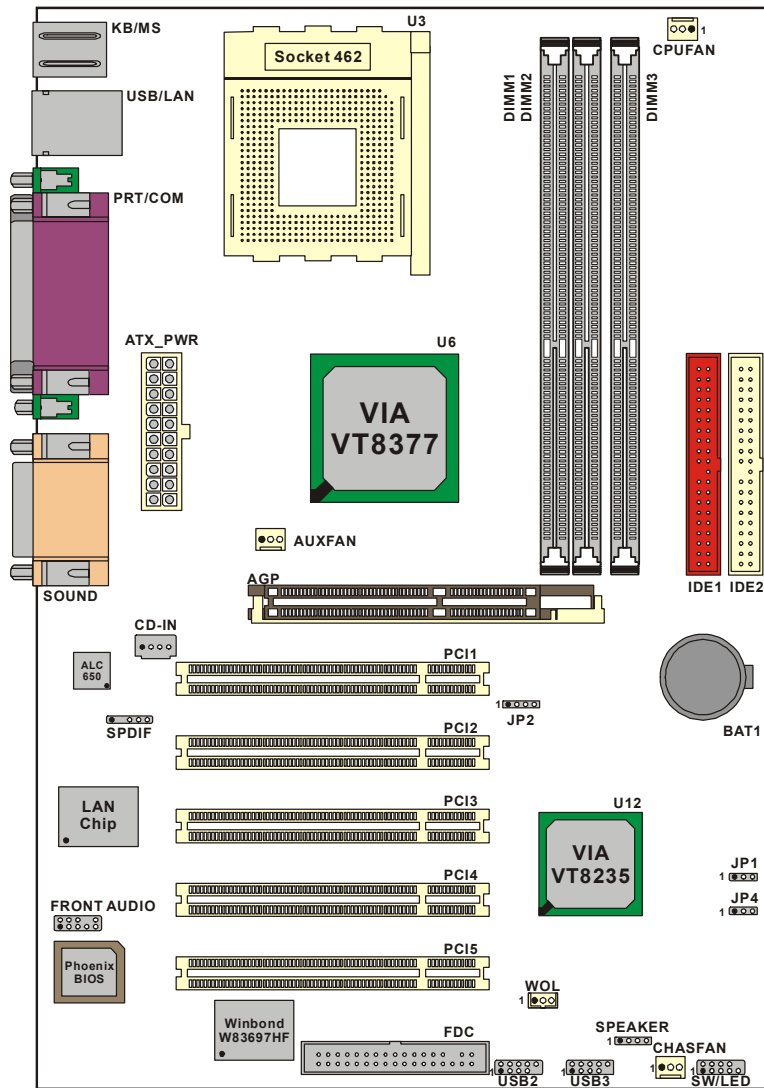 KB/MS
U3
Socket 462
1
CPUFAN
USB/LAN
DIMM1
DIMM2
DIMM3
PRT/COM
ATX_PWR
U6
VIA
VT8377
AUXFAN
IDE1
IDE2
SOUND
AGP
CD-IN
ALC
650
PCI1
1
JP2
BAT1
SPDIF
PCI2
LAN
Chip
PCI3
U12
VIA
VT8235
JP1
1
JP4
1
PCI4
FRONT AUDIO
Phoenix
BIOS
PCI5
WOL
1
Winbond
W83697HF
FDC
SPEAKER
1
CHASFAN
1
1
USB2
1
USB3
1
SW/LED